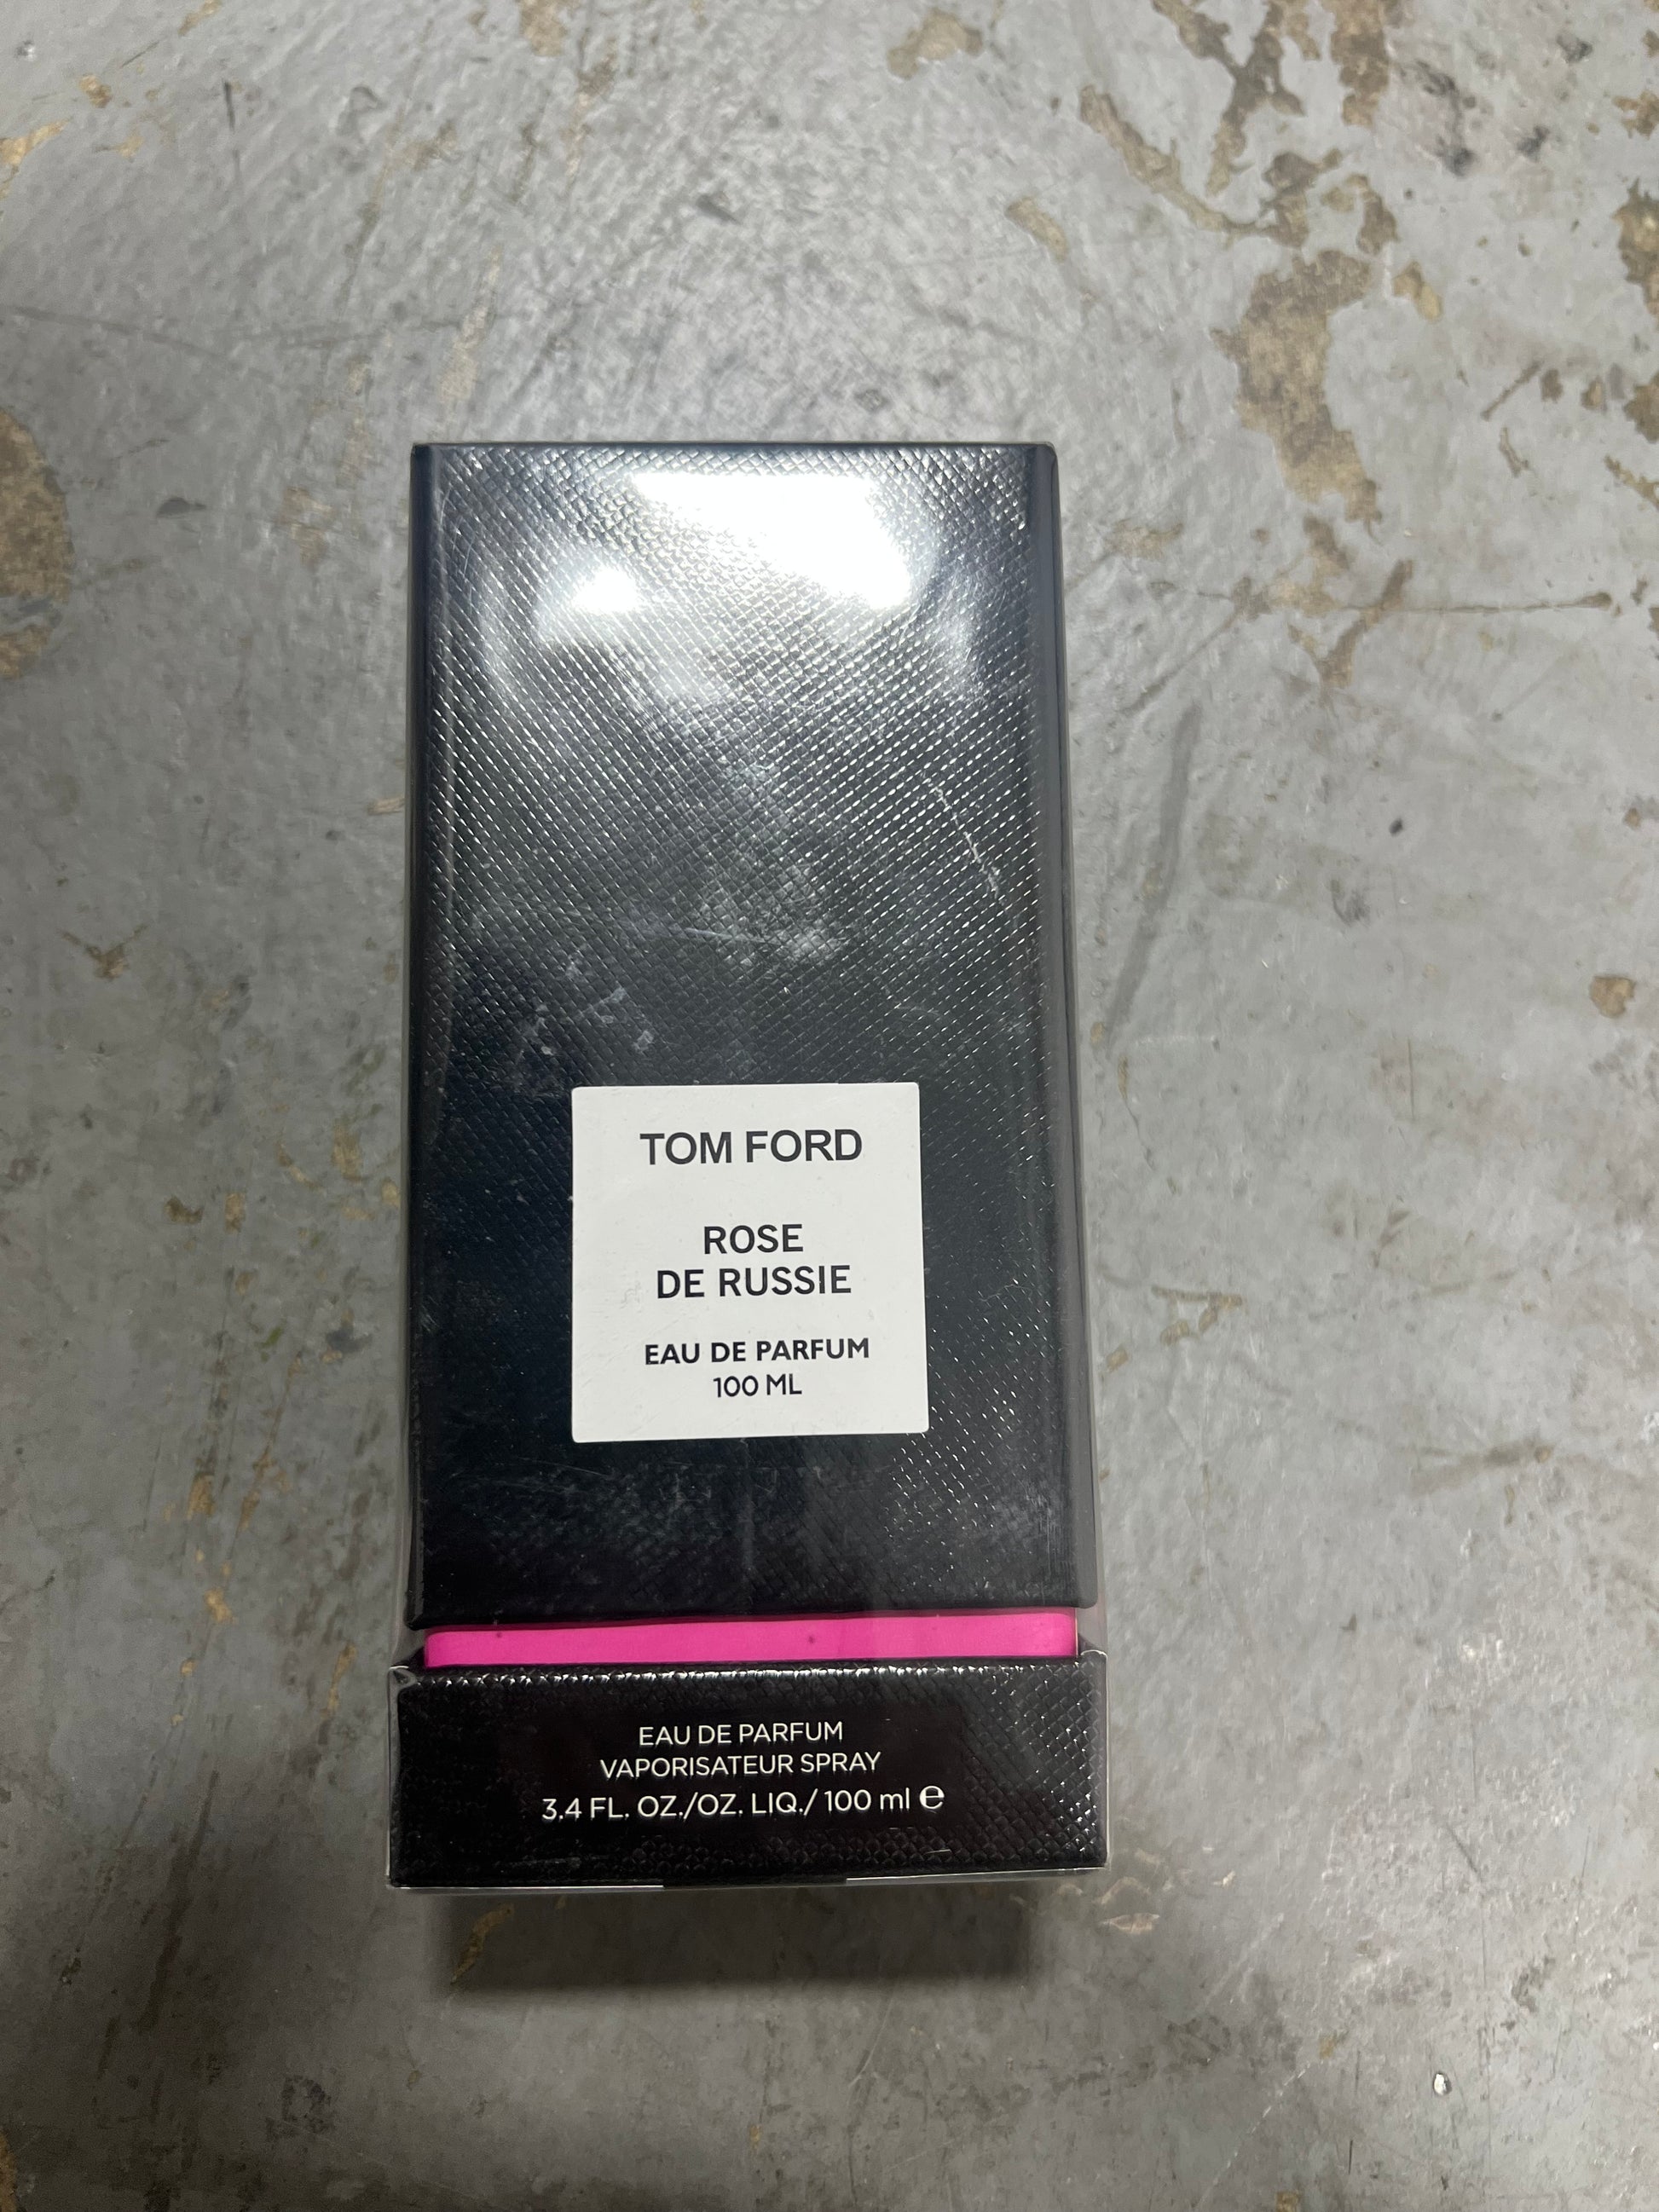 TOM FORD
ROSE
DE RUSSIE
EAU DE PARFUM
100 ML
EAU DE PARFUM
VAPORISATEUR SPRAY
3.4 FL. OZ./OZ. LIQ./ 100 ml ℮